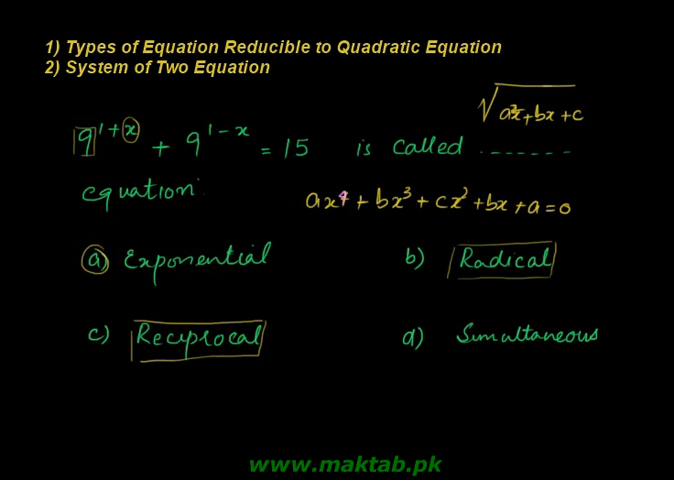 1) Types of Equation Reducible to Quadratic Equation
2) System of Two Equation
√ax²+bx+c
9^1+x + 9^1-x = 15 is called .......
equation:
ax⁴ + bx³ + cx² + bx + a = 0
a) Exponential b) Radical
c) Reciprocal d) Simultaneous
www.maktab.pk